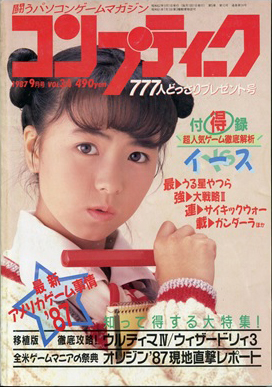 闘うパソコンゲームマガジン
コンプティーク
1987 9月号 vol.24 490yen
777人どっさりプレゼント号
付㊝録
超人気ゲーム徹底解析
イース
最▶うる星やつら
強▶大戦略II
運▶サイキックウォー
載▶ガンダーラ ほか
最新
アメリカゲーム事情
'87
知って得する大特集!
移植版 徹底攻略! ウルティマIV/ウィザードリィ3
全米ゲームマニアの祭典 オリジン'87現地直撃レポート